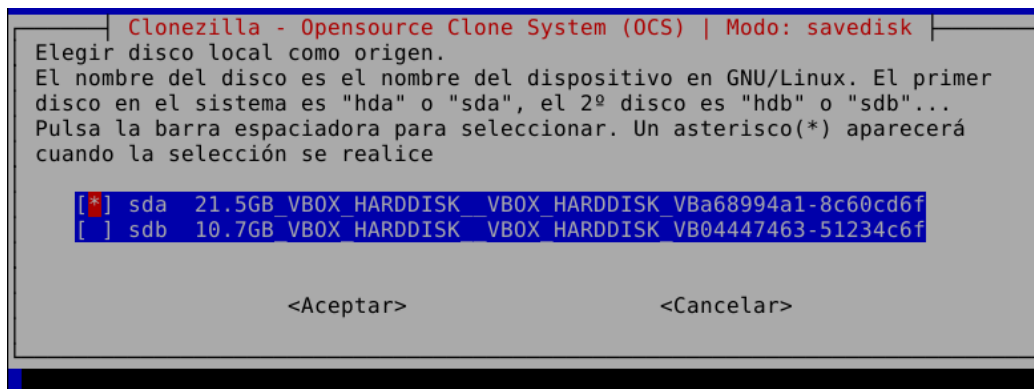 Clonezilla - Opensource Clone System (OCS) | Modo: savedisk
Elegir disco local como origen.
El nombre del disco es el nombre del dispositivo en GNU/Linux. El primer
disco en el sistema es "hda" o "sda", el 2º disco es "hdb" o "sdb"...
Pulsa la barra espaciadora para seleccionar. Un asterisco(*) aparecerá
cuando la selección se realice
[*] sda 21.5GB_VBOX_HARDDISK__VBOX_HARDDISK_VBa68994a1-8c60cd6f
[ ] sdb 10.7GB_VBOX_HARDDISK__VBOX_HARDDISK_VB04447463-51234c6f
<Aceptar> <Cancelar>